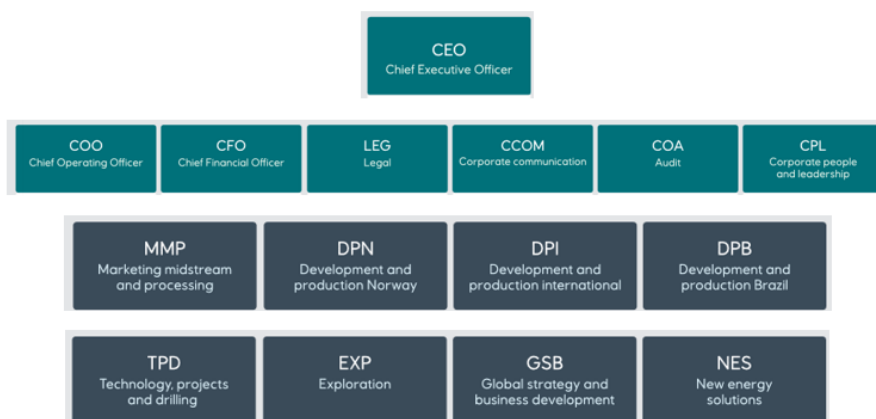 CEO
Chief Executive Officer
COO
Chief Operating Officer
CFO
Chief Financial Officer
LEG
Legal
CCOM
Corporate communication
COA
Audit
CPL
Corporate people
and leadership
MMP
Marketing midstream
and processing
DPN
Development and
production Norway
DPI
Development and
production international
DPB
Development and
production Brazil
TPD
Technology, projects
and drilling
EXP
Exploration
GSB
Global strategy and
business development
NES
New energy
solutions